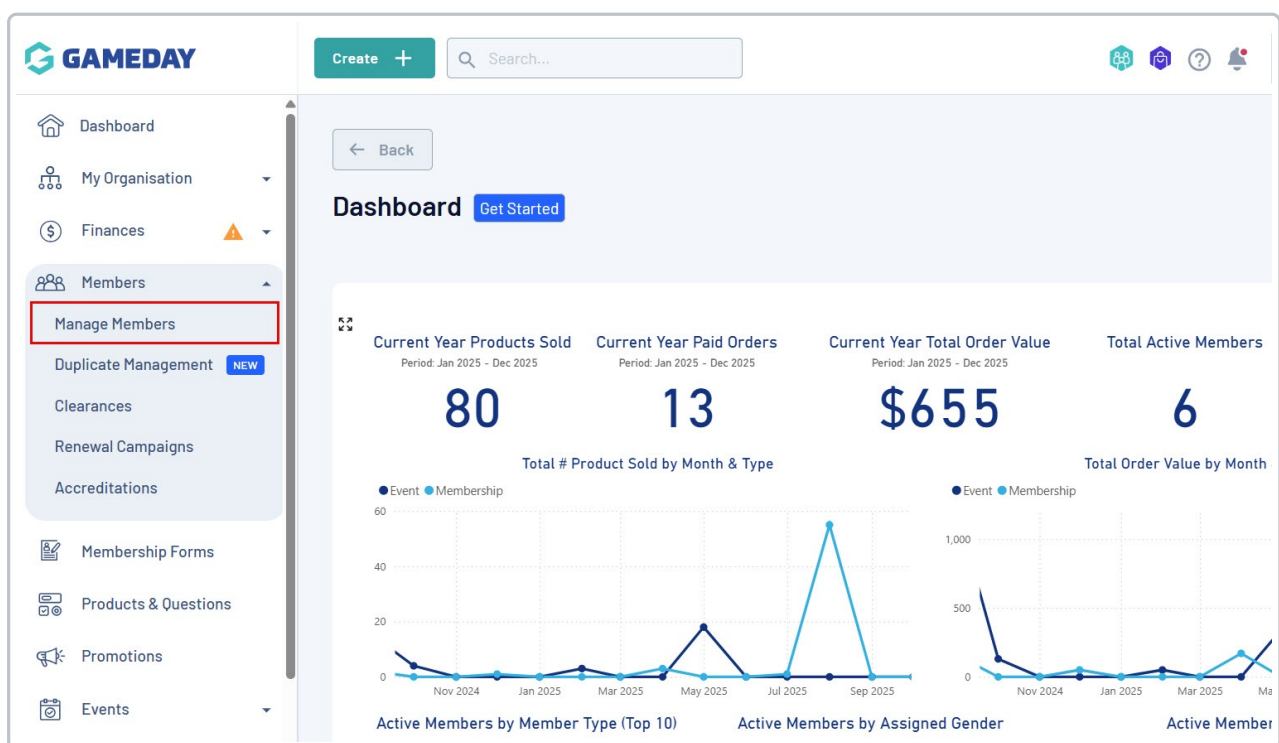 GAMEDAY
Create +
Search...
Dashboard
My Organisation
Finances
Members
Manage Members
Duplicate Management NEW
Clearances
Renewal Campaigns
Accreditations
Membership Forms
Products & Questions
Promotions
Events
← Back
Dashboard Get Started
Current Year Products Sold
Period: Jan 2025 - Dec 2025
80
Current Year Paid Orders
Period: Jan 2025 - Dec 2025
13
Current Year Total Order Value
Period: Jan 2025 - Dec 2025
$655
Total Active Members
6
Total # Product Sold by Month & Type
Event Membership
60
40
20
0
Nov 2024 Jan 2025 Mar 2025 May 2025 Jul 2025 Sep 2025
Total Order Value by Month
Event Membership
1,000
500
0
Nov 2024 Jan 2025 Mar 2025 Ma
Active Members by Member Type (Top 10)
Active Members by Assigned Gender
Active Member